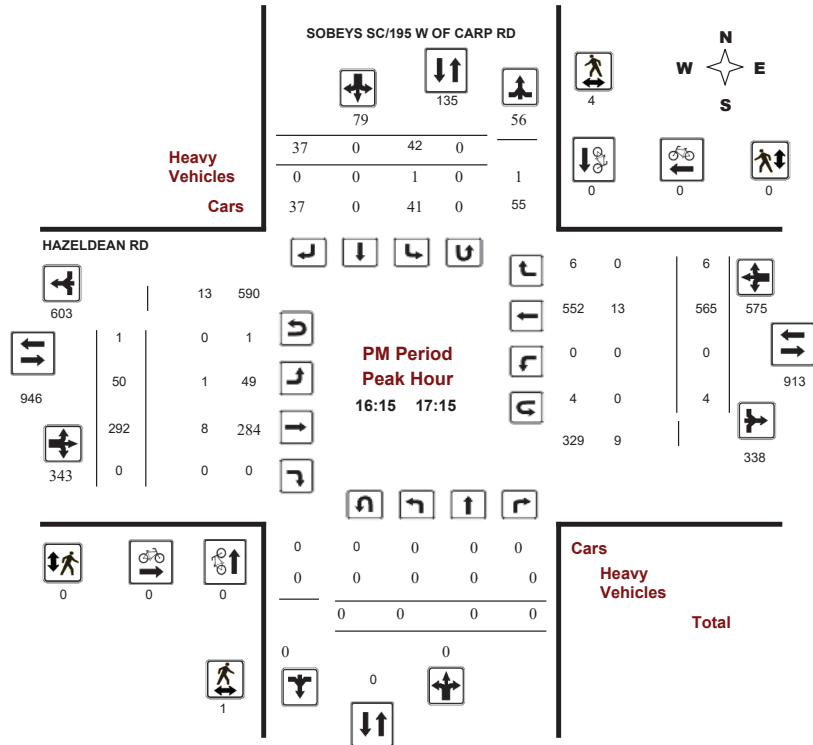 SOBEYS SC/195 W OF CARP RD
N
W E
S
135
79 56
4
37 0 42 0
Heavy
Vehicles
0 0 1 0 1
Cars
37 0 41 0 55
0 0 0
HAZELDEAN RD
603
13 590
1 0 1
946
50 1 49
292 8 284
343
0 0 0
PM Period
Peak Hour
16:15 17:15
6 0 6
552 13 565 575
0 0 0
913
4 0 4
329 9
338
0 0 0 0 0
Cars
0 0 0 0 0
Heavy
Vehicles
0 0 0 0
Total
0 0 0
0 0
0
1